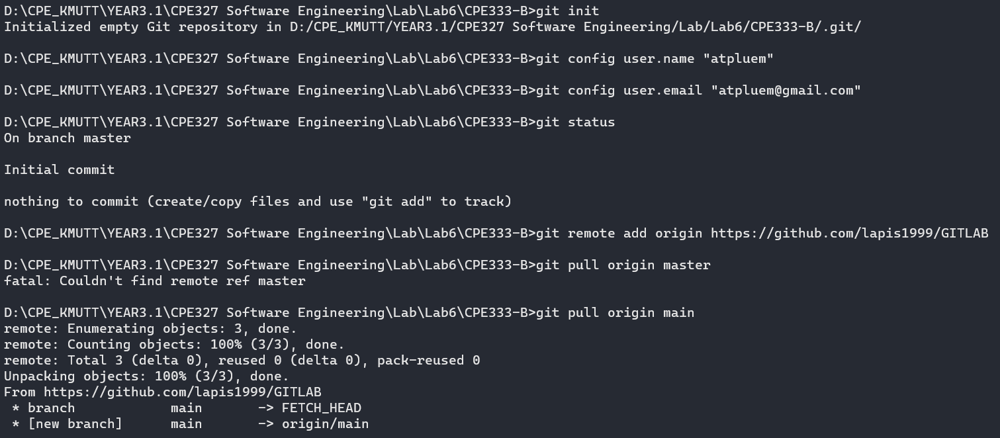 D:\CPE_KMUTT\YEAR3.1\CPE327 Software Engineering\Lab\Lab6\CPE333-B>git init
Initialized empty Git repository in D:/CPE_KMUTT/YEAR3.1/CPE327 Software Engineering/Lab/Lab6/CPE333-B/.git/
D:\CPE_KMUTT\YEAR3.1\CPE327 Software Engineering\Lab\Lab6\CPE333-B>git config user.name "atpluem"
D:\CPE_KMUTT\YEAR3.1\CPE327 Software Engineering\Lab\Lab6\CPE333-B>git config user.email "atpluem@gmail.com"
D:\CPE_KMUTT\YEAR3.1\CPE327 Software Engineering\Lab\Lab6\CPE333-B>git status
On branch master
Initial commit
nothing to commit (create/copy files and use "git add" to track)
D:\CPE_KMUTT\YEAR3.1\CPE327 Software Engineering\Lab\Lab6\CPE333-B>git remote add origin https://github.com/lapis1999/GITLAB
D:\CPE_KMUTT\YEAR3.1\CPE327 Software Engineering\Lab\Lab6\CPE333-B>git pull origin master
fatal: Couldn't find remote ref master
D:\CPE_KMUTT\YEAR3.1\CPE327 Software Engineering\Lab\Lab6\CPE333-B>git pull origin main
remote: Enumerating objects: 3, done.
remote: Counting objects: 100% (3/3), done.
remote: Total 3 (delta 0), reused 0 (delta 0), pack-reused 0
Unpacking objects: 100% (3/3), done.
From https://github.com/lapis1999/GITLAB
 * branch            main       -> FETCH_HEAD
 * [new branch]      main       -> origin/main